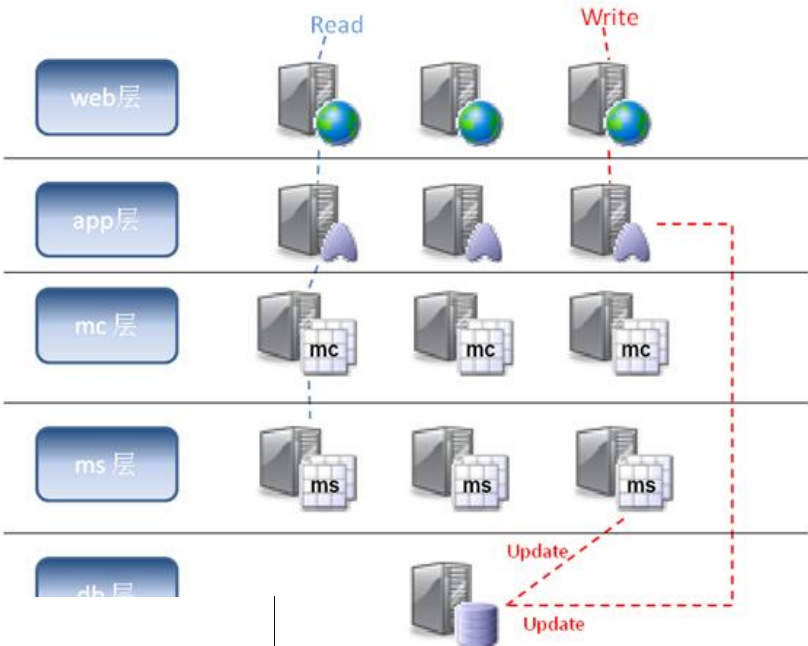 Read
Write
web层
app层
mc 层
mc
mc
mc
ms 层
ms
ms
ms
Update
Update